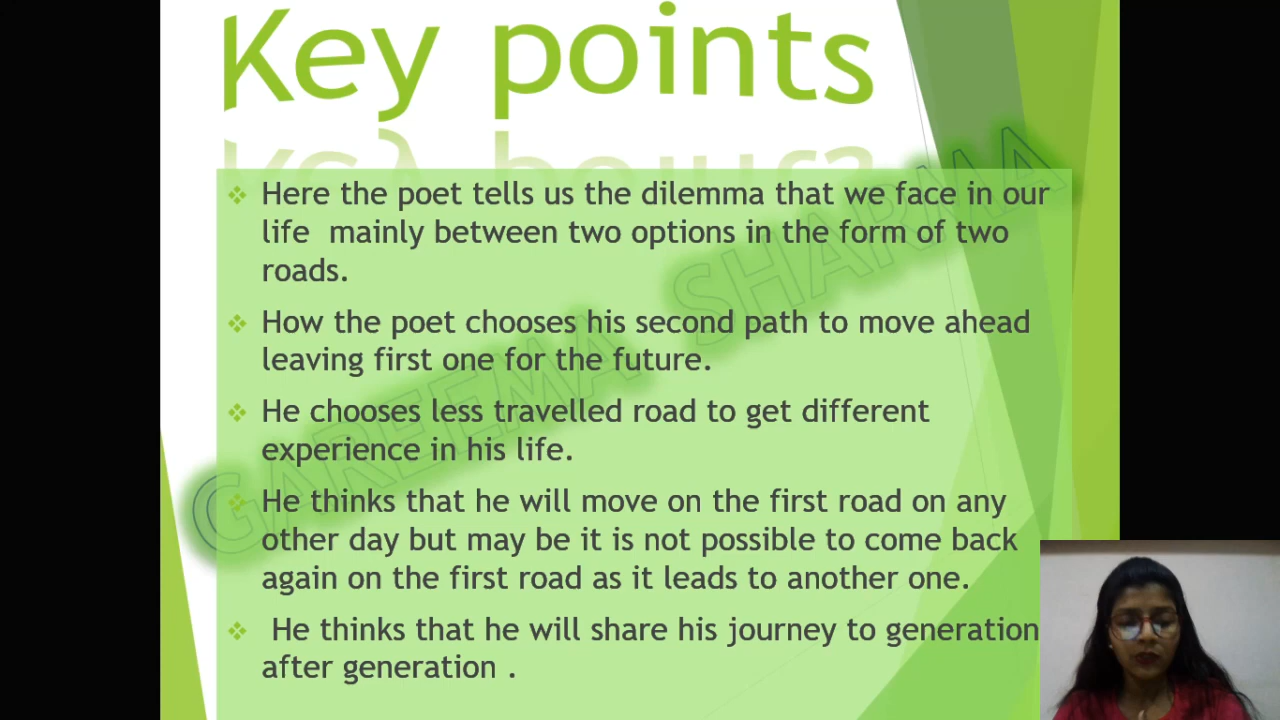 Key points
Here the poet tells us the dilemma that we face in our
life mainly between two options in the form of two
roads.
How the poet chooses his second path to move ahead
leaving first one for the future.
He chooses less travelled road to get different
experience in his life.
He thinks that he will move on the first road on any
other day but may be it is not possible to come back
again on the first road as it leads to another one.
He thinks that he will share his journey to generation
after generation .
GAREEMA SHARMA